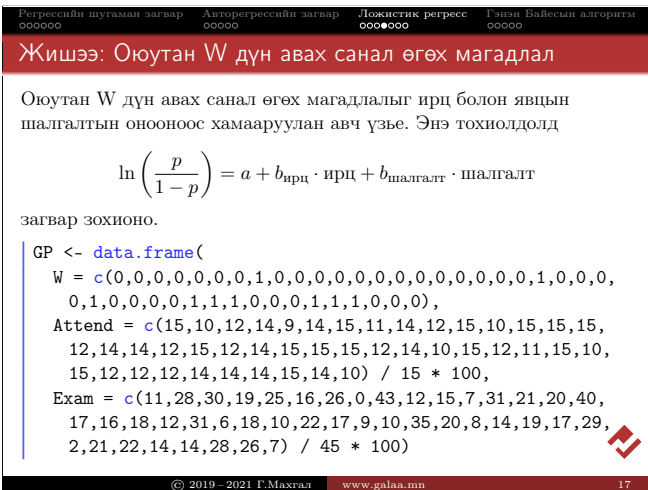 Регрессийн шугаман загвар Авторегрессийн загвар Ложистик регресс Гэнэн Байесын алгоритм
Жишээ: Оюутан W дүн авах санал өгөх магадлал
Оюутан W дүн авах санал өгөх магадлалыг ирц болон явцын
шалгалтын онооноос хамааруулан авч үзье. Энэ тохиолдолд
ln(p/(1 − p)) = a + b_ирц · ирц + b_шалгалт · шалгалт
загвар зохионо.
GP <- data.frame(
W = c(0,0,0,0,0,0,0,1,0,0,0,0,0,0,0,0,0,0,0,0,0,1,0,0,0,
0,1,0,0,0,0,1,1,1,0,0,0,1,1,1,0,0,0),
Attend = c(15,10,12,14,9,14,15,11,14,12,15,10,15,15,15,
12,14,14,12,15,12,14,15,15,15,12,14,10,15,12,11,15,10,
15,12,12,12,14,14,14,15,14,10) / 15 * 100,
Exam = c(11,28,30,19,25,16,26,0,43,12,15,7,31,21,20,40,
17,16,18,12,31,6,18,10,22,17,9,10,35,20,8,14,19,17,29,
2,21,22,14,14,28,26,7) / 45 * 100)
© 2019–2021 Г.Махгал www.galaa.mn 17